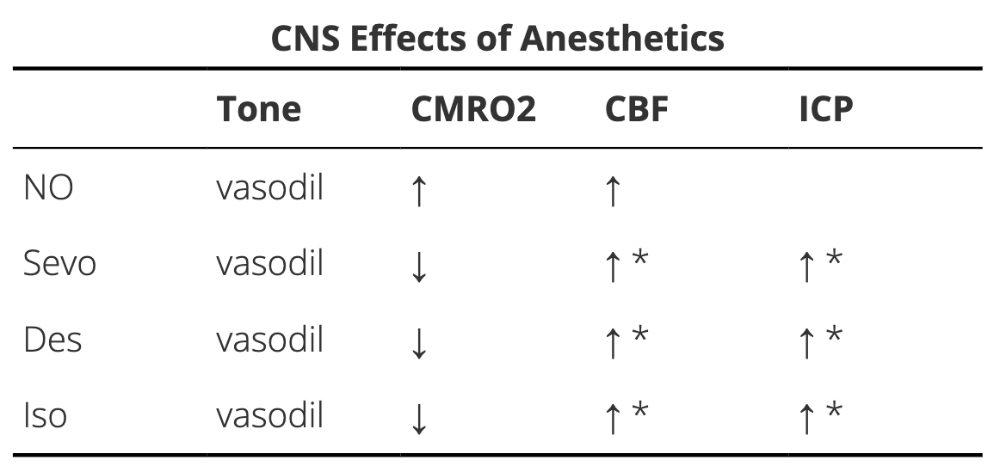 CNS Effects of Anesthetics
Tone CMRO2 CBF ICP
NO vasodil ↑ ↑
Sevo vasodil ↓ ↑ * ↑ *
Des vasodil ↓ ↑ * ↑ *
Iso vasodil ↓ ↑ * ↑ *